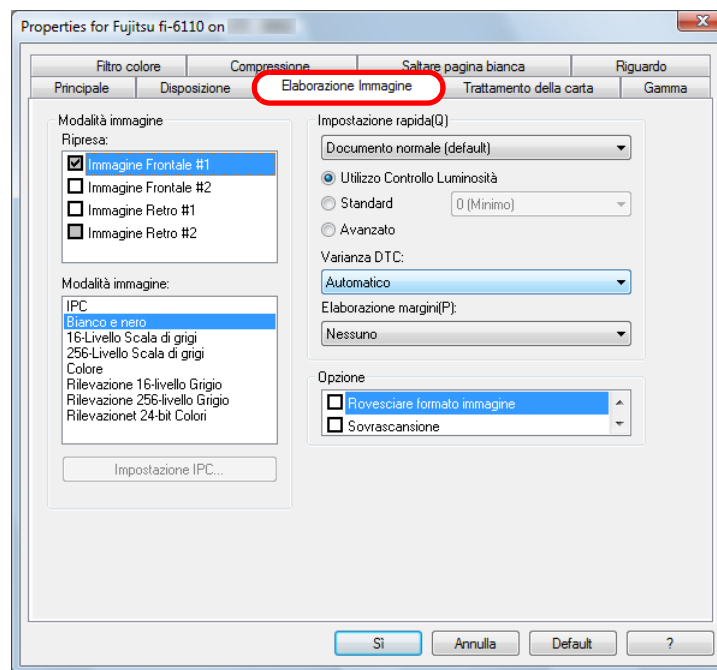 Properties for Fujitsu fi-6110 on
Filtro colore
Compressione
Saltare pagina bianca
Riguardo
Principale
Disposizione
Elaborazione Immagine
Trattamento della carta
Gamma
Modalità immagine
Ripresa:
Immagine Frontale #1
Immagine Frontale #2
Immagine Retro #1
Immagine Retro #2
Modalità immagine:
IPC
Bianco e nero
16-Livello Scala di grigi
256-Livello Scala di grigi
Colore
Rilevazione 16-livello Grigio
Rilevazione 256-livello Grigio
Rilevazionet 24-bit Colori
Impostazione IPC...
Impostazione rapida(Q)
Documento normale (default)
Utilizzo Controllo Luminosità
Standard
0 (Minimo)
Avanzato
Varianza DTC:
Automatico
Elaborazione margini(P):
Nessuno
Opzione
Rovesciare formato immagine
Sovrascansione
Sì
Annulla
Default
?